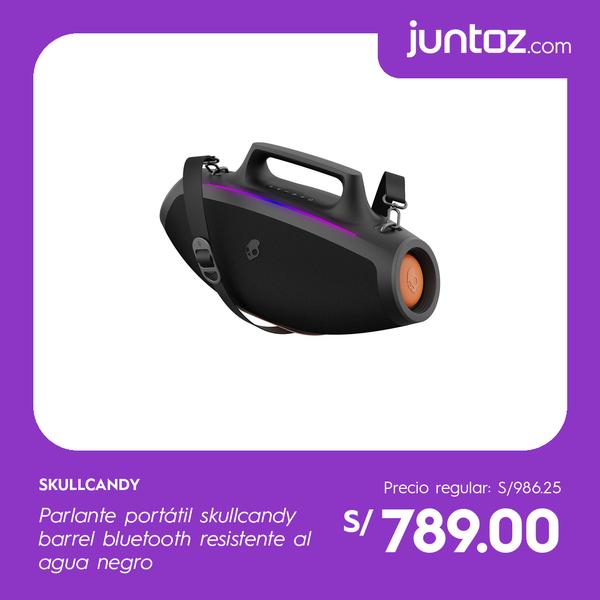 juntoz.com
SKULLCANDY
Parlante portátil skullcandy
barrel bluetooth resistente al
agua negro
Precio regular: S/986.25
S/789.00